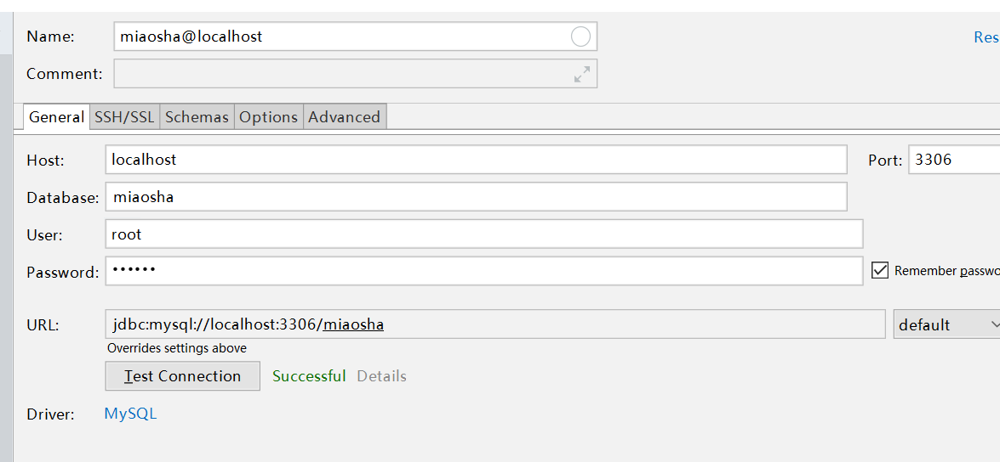 Name: miaosha@localhost
Res
Comment:
General SSH/SSL Schemas Options Advanced
Host: localhost Port: 3306
Database: miaosha
User: root
Password: •••••• Remember passwo
URL: jdbc:mysql://localhost:3306/miaosha default
Overrides settings above
Test Connection Successful Details
Driver: MySQL